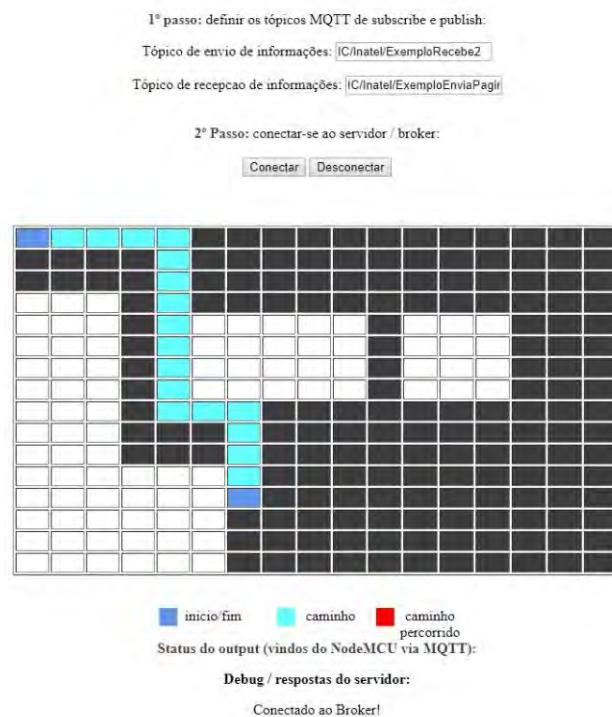 1º passo: definir os tópicos MQTT de subscribe e publish:
Tópico de envio de informações: IC/Inatel/ExemploRecebe2
Tópico de recepcao de informações: IC/Inatel/ExemploEnviaPagir
2º Passo: conectar-se ao servidor / broker:
Conectar Desconectar
inicio/fim caminho caminho
percorrido
Status do output (vindos do NodeMCU via MQTT):
Debug / respostas do servidor:
Conectado ao Broker!